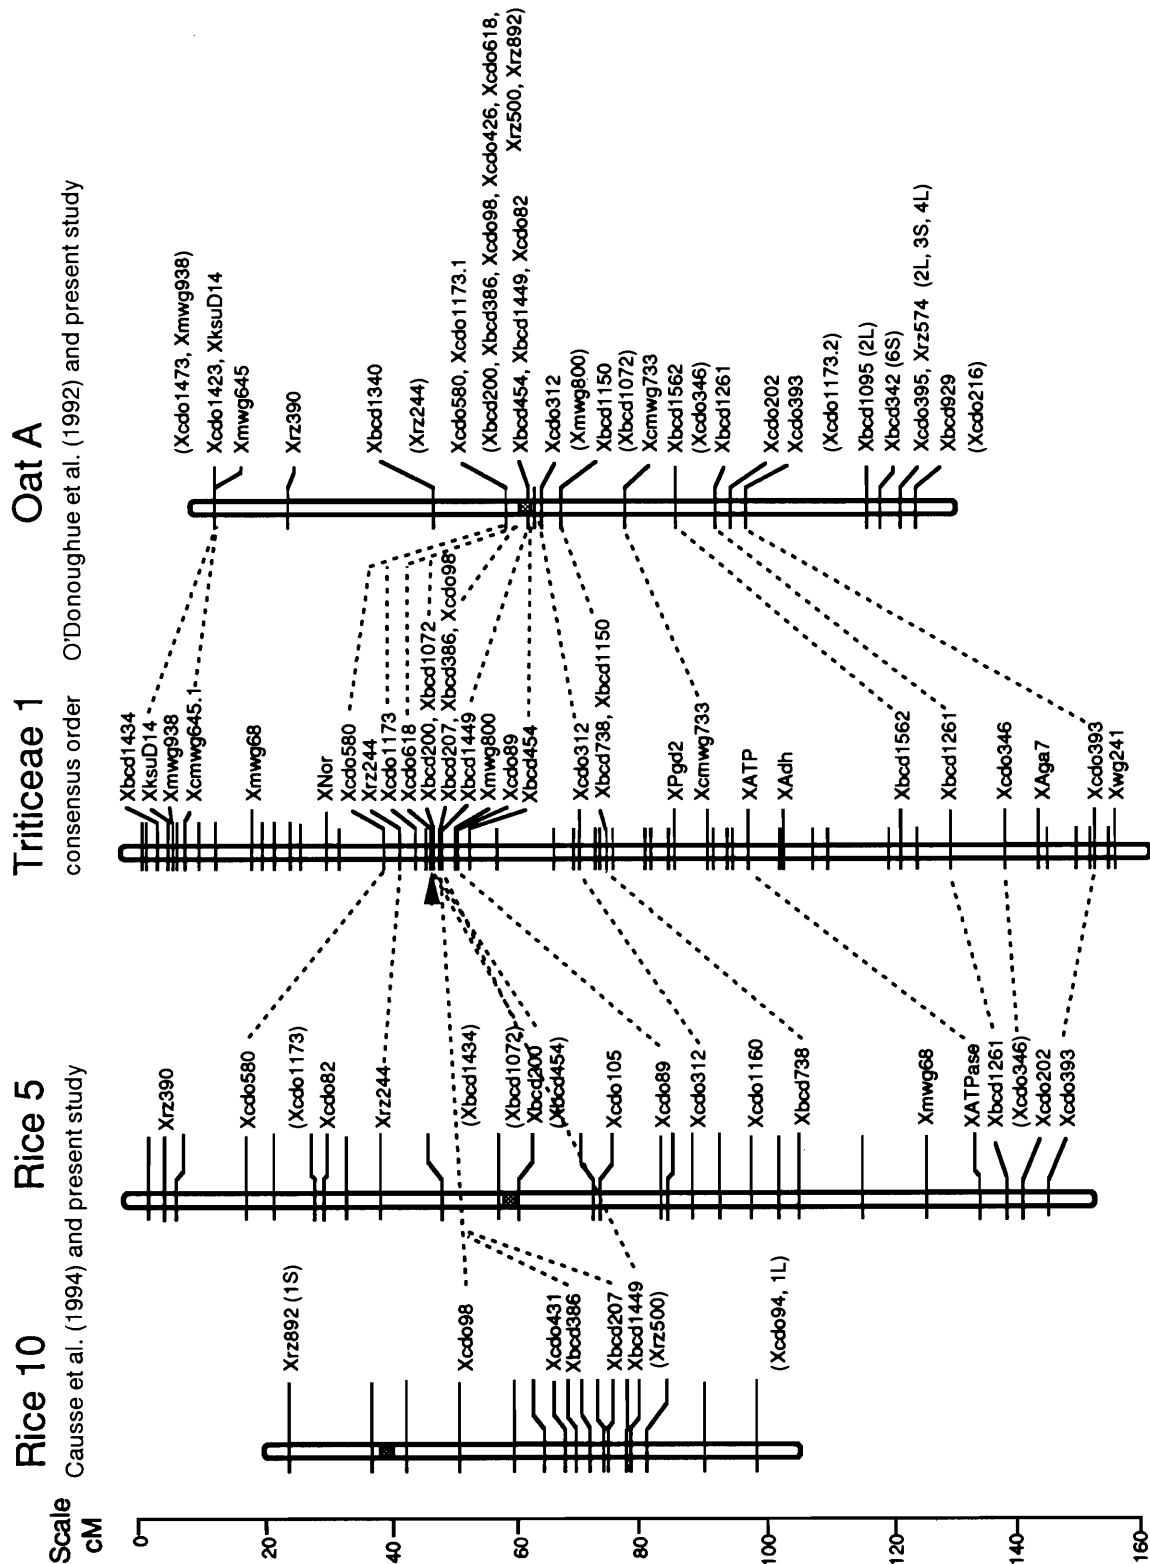 Scale
cM
0
20
40
60
80
100
120
140
160
Rice 10
Causse et al. (1994) and present study
Xrz892 (1S)
Xcdo98
Xcdo431
Xbcd386
Xbcd207
Xbcd1449
(Xrz500)
(Xcdo94, 1L)
Rice 5
Xrz390
Xcdo580
(Xcdo1173)
Xcdo82
Xrz244
(Xbcd1434)
(Xbcd1072)
Xbcd200
(Xbcd454)
Xcdo105
Xcdo89
Xcdo312
Xcdo1160
Xbcd738
Xmwg68
XATPase
Xbcd1261
(Xcdo346)
Xcdo202
Xcdo393
Triticeae 1
consensus order
Xbcd1434
XksuD14
Xmwg938
Xcmwg645.1
Xmwg68
XNor
Xcdo580
Xrz244
Xcdo1173
Xcdo618
Xbcd200, Xbcd1072
Xbcd207, Xbcd386, Xcdo98
Xbcd1449
Xmwg800
Xcdo89
Xbcd454
Xcdo312
Xbcd738, Xbcd1150
XPgd2
Xcmwg733
XATP
XAdh
Xbcd1562
Xbcd1261
Xcdo346
XAga7
Xcdo393
Xwg241
Oat A
O'Donoughue et al. (1992) and present study
(Xcdo1473, Xmwg938)
Xcdo1423, XksuD14
Xmwg645
Xrz390
Xbcd1340
(Xrz244)
Xcdo580, Xcdo1173.1
(Xbcd200, Xbcd386, Xcdo98, Xcdo426, Xcdo618,
Xrz500, Xrz892)
Xbcd454, Xbcd1449, Xcdo82
Xcdo312
(Xmwg800)
Xbcd1150
(Xbcd1072)
Xcmwg733
Xbcd1562
(Xcdo346)
Xbcd1261
Xcdo202
Xcdo393
(Xcdo1173.2)
Xbcd1095 (2L)
Xbcd342 (6S)
Xcdo395, Xrz574 (2L, 3S, 4L)
Xbcd929
(Xcdo216)